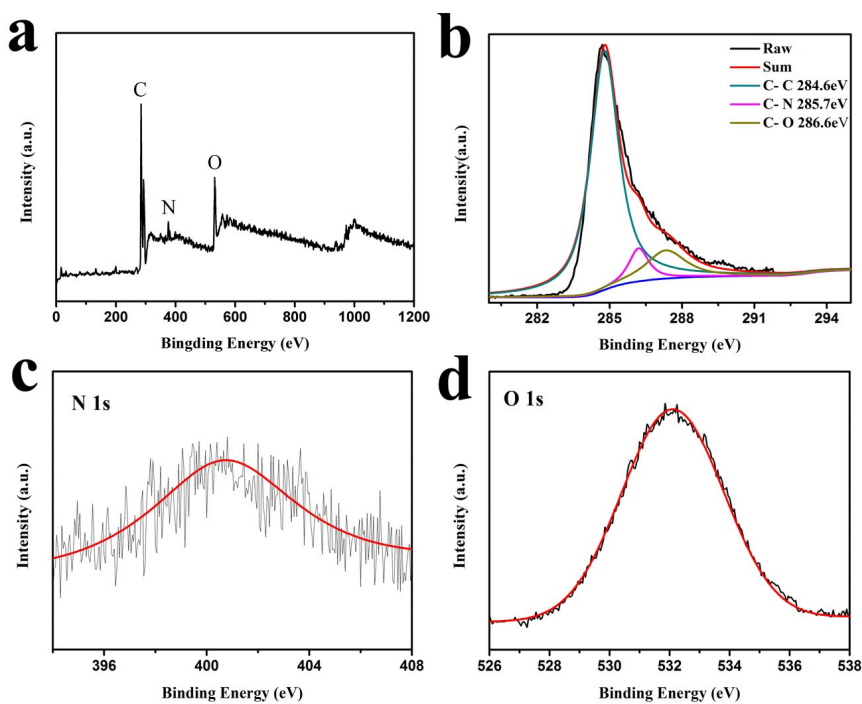 a
C
N
O
Intensity (a.u.)
0 200 400 600 800 1000 1200
Bingding Energy (eV)
b
Raw
Sum
C- C 284.6eV
C- N 285.7eV
C- O 286.6eV
Intensity(a.u.)
282 285 288 291 294
Binding Energy (eV)
c
N 1s
Intensity (a.u.)
396 400 404 408
Binding Energy (eV)
d
O 1s
Intensity (a.u.)
526 528 530 532 534 536 538
Binding Energy (eV)